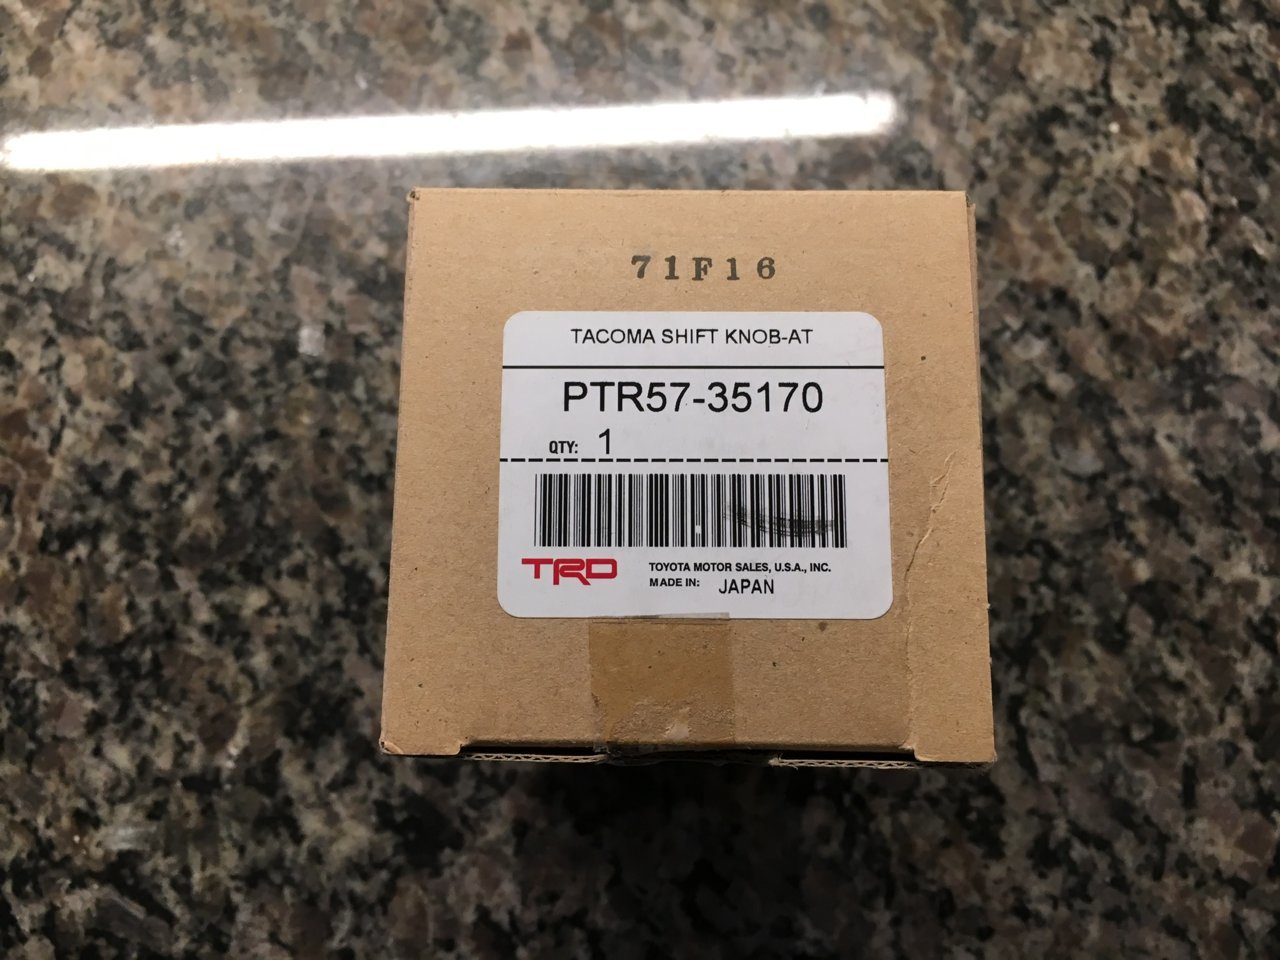 71F16
TACOMA SHIFT KNOB-AT
PTR57-35170
QTY: 1
TRD
TOYOTA MOTOR SALES, U.S.A., INC.
MADE IN: JAPAN